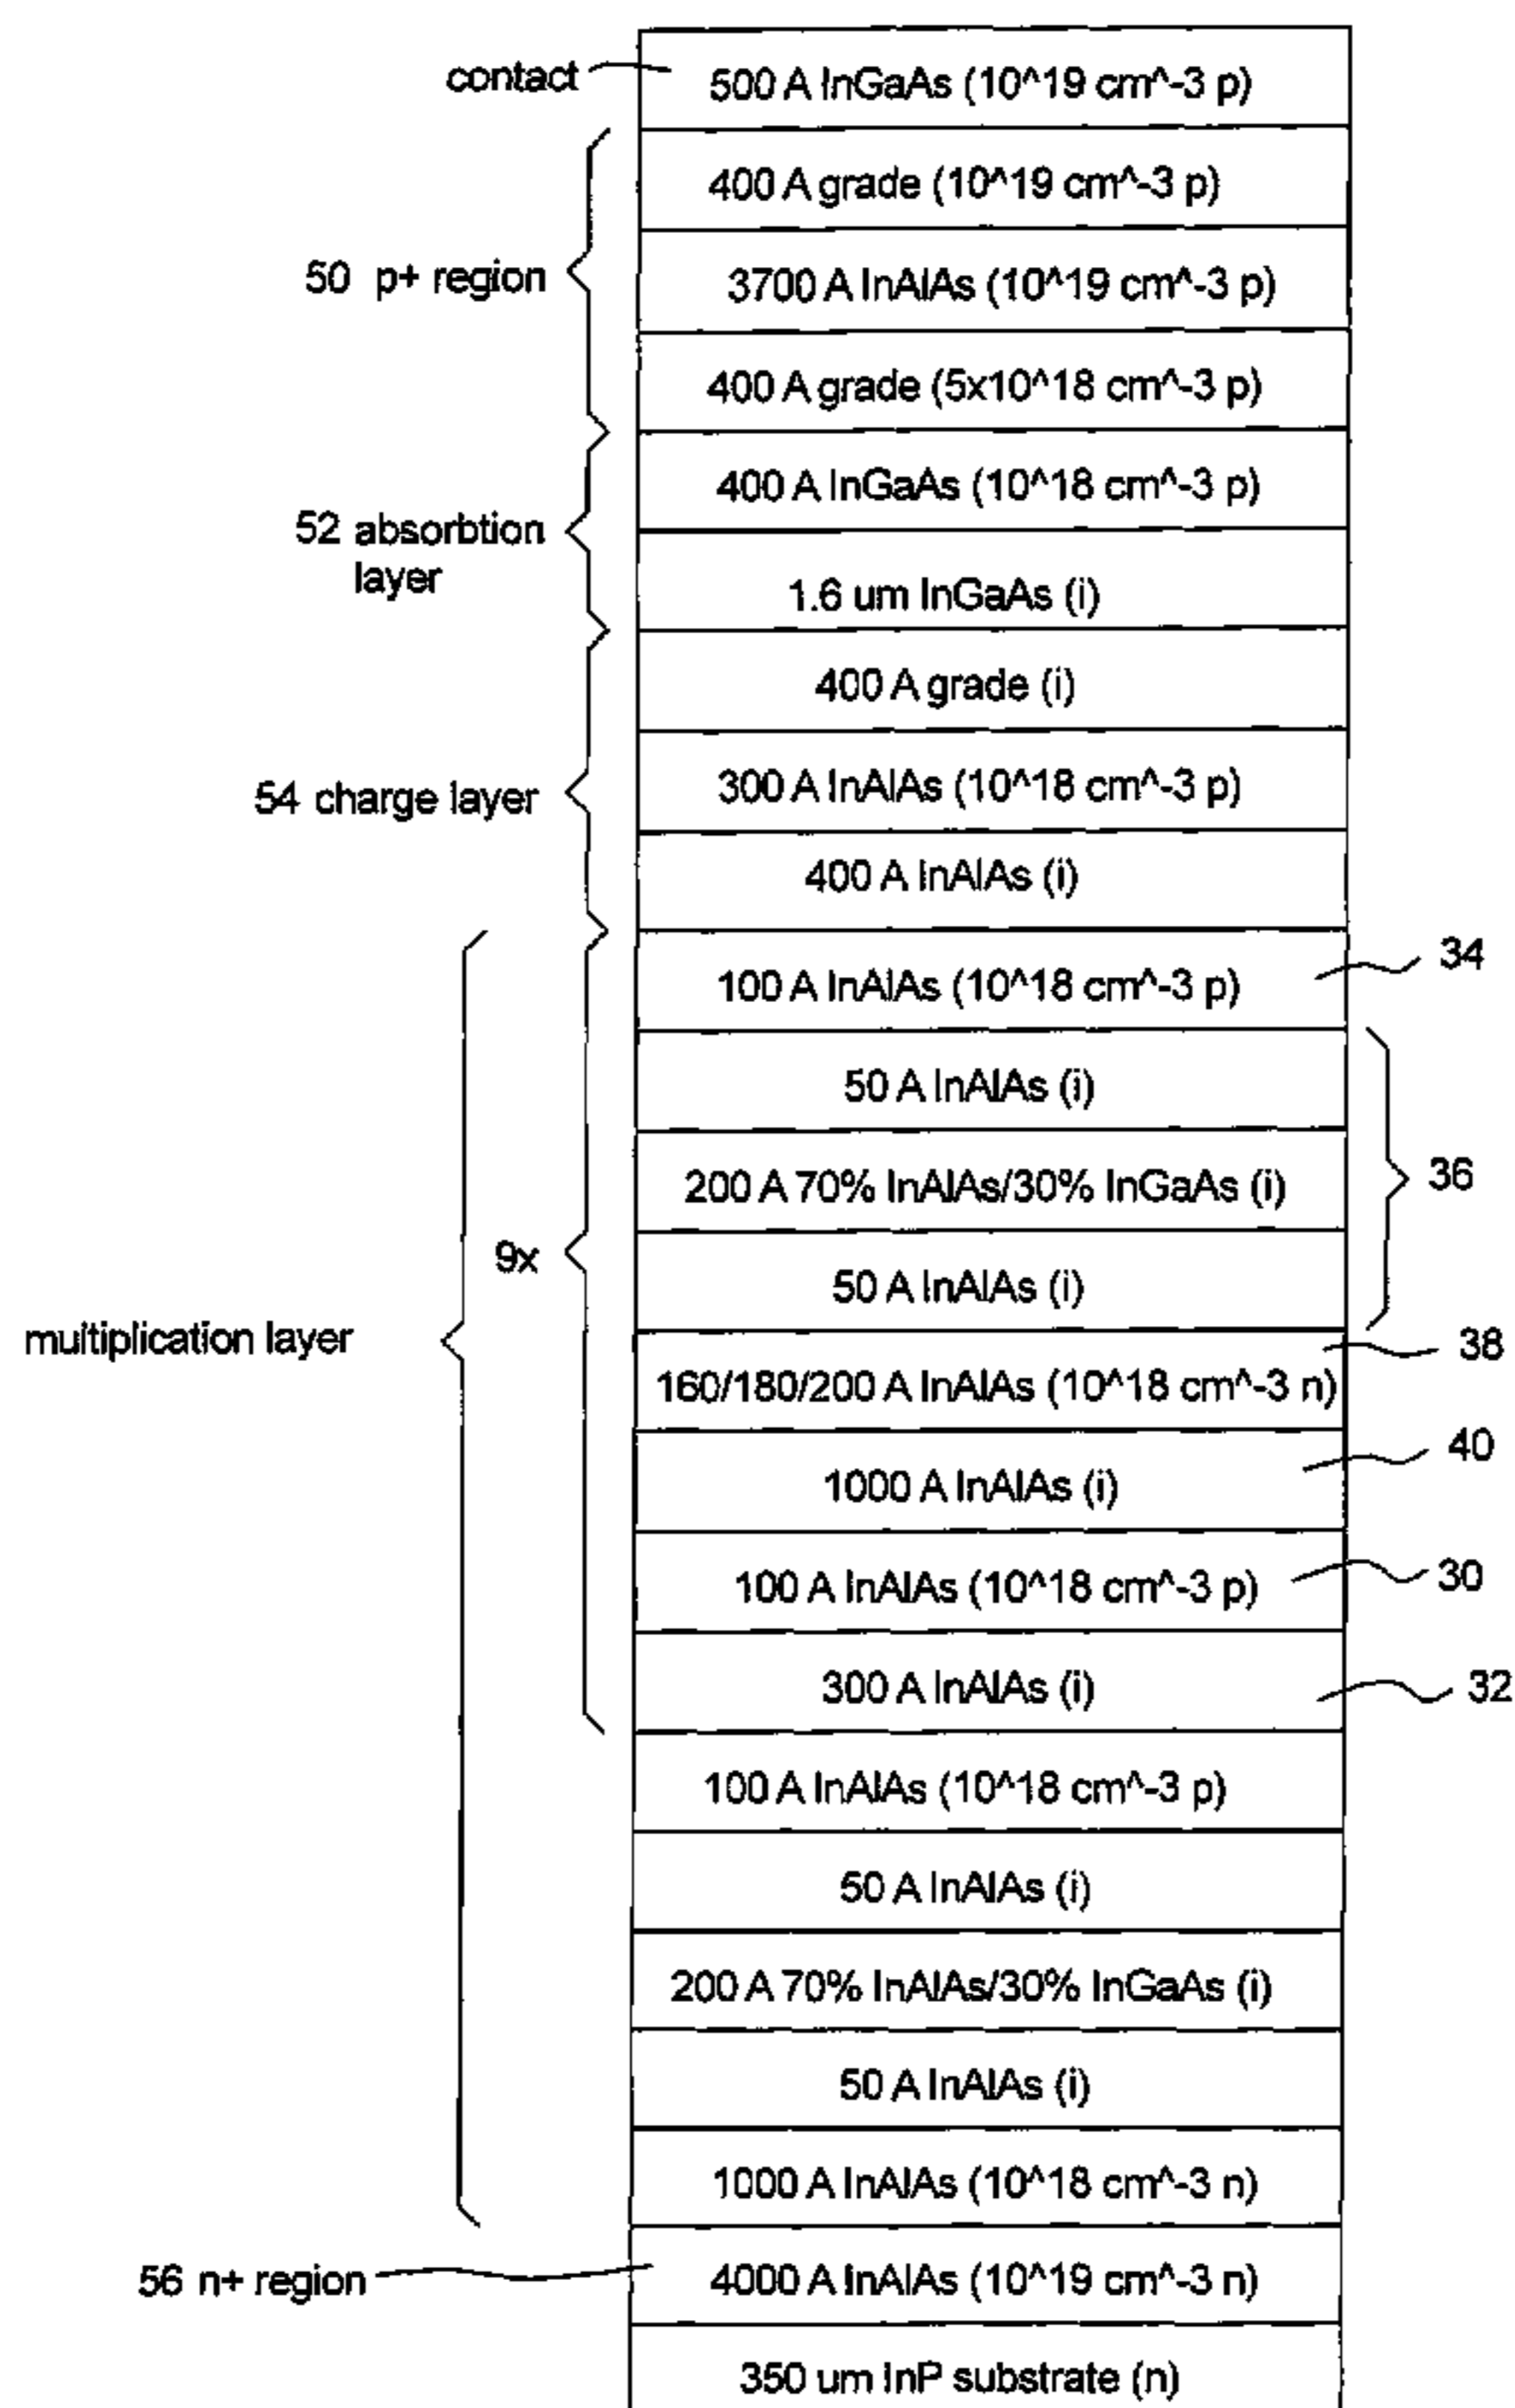 contact
500 A InGaAs (10^19 cm^-3 p)
400 A grade (10^19 cm^-3 p)
50 p+ region
3700 A InAlAs (10^19 cm^-3 p)
400 A grade (5x10^18 cm^-3 p)
400 A InGaAs (10^18 cm^-3 p)
52 absorbtion
layer
1.6 um InGaAs (i)
400 A grade (i)
54 charge layer
300 A InAlAs (10^18 cm^-3 p)
400 A InAlAs (i)
100 A InAlAs (10^18 cm^-3 p)
34
50 A InAlAs (i)
200 A 70% InAlAs/30% InGaAs (i)
36
9x
50 A InAlAs (i)
multiplication layer
38
160/180/200 A InAlAs (10^18 cm^-3 n)
40
1000 A InAlAs (i)
100 A InAlAs (10^18 cm^-3 p)
30
300 A InAlAs (i)
32
100 A InAlAs (10^18 cm^-3 p)
50 A InAlAs (i)
200 A 70% InAlAs/30% InGaAs (i)
50 A InAlAs (i)
1000 A InAlAs (10^18 cm^-3 n)
56 n+ region
4000 A InAlAs (10^19 cm^-3 n)
350 um InP substrate (n)